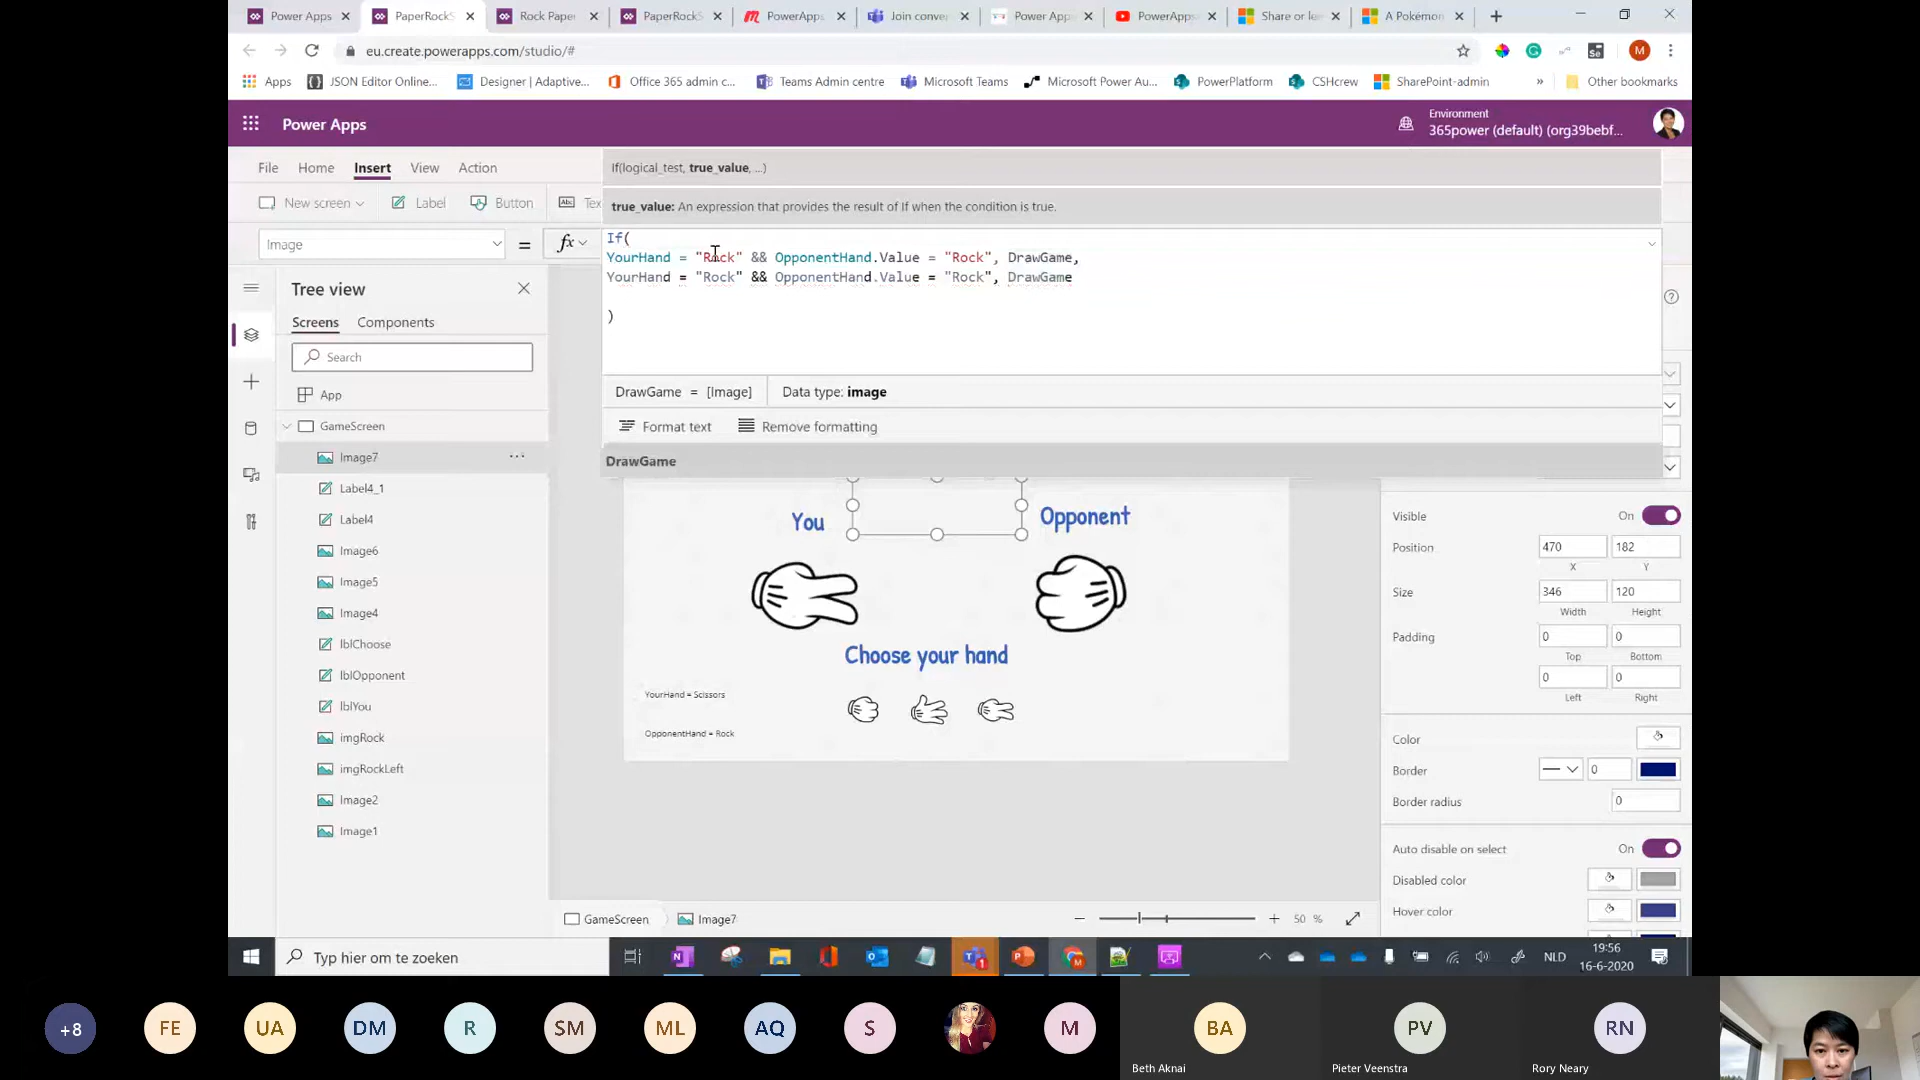 Power Apps
PaperRockS
Rock Pape
PaperRockS
PowerApps
Join conve
Power App
PowerApps
Share or le
A Pokémon
eu.create.powerapps.com/studio/#
M
Apps
JSON Editor Online...
Designer | Adaptive...
Office 365 admin c...
Teams Admin centre
Microsoft Teams
Microsoft Power Au...
PowerPlatform
CSHcrew
SharePoint-admin
»
Other bookmarks
Power Apps
Environment
365power (default) (org39bebf...
File
Home
Insert
View
Action
If(logical_test, true_value, ...)
New screen
Label
Button
Abc
Tex
true_value: An expression that provides the result of If when the condition is true.
Image
=
fx
If(
YourHand = "Rock" && OpponentHand.Value = "Rock", DrawGame,
YourHand = "Rock" && OpponentHand.Value = "Rock", DrawGame
)
DrawGame = [Image]
Data type: image
Format text
Remove formatting
DrawGame
Tree view
Screens
Components
Search
App
GameScreen
Image7
...
Label4_1
Label4
Image6
Image5
Image4
lblChoose
lblOpponent
lblYou
imgRock
imgRockLeft
Image2
Image1
You
Opponent
Choose your hand
YourHand = Scissors
OpponentHand = Rock
Visible
On
Position
470
182
X
Y
Size
346
120
Width
Height
Padding
0
0
Top
Bottom
0
0
Left
Right
Color
Border
0
Border radius
0
Auto disable on select
On
Disabled color
Hover color
GameScreen
Image7
50 %
Typ hier om te zoeken
1
NLD
19:56
16-6-2020
+8
FE
UA
DM
R
SM
ML
AQ
S
M
BA
Beth Aknai
PV
Pieter Veenstra
RN
Rory Neary